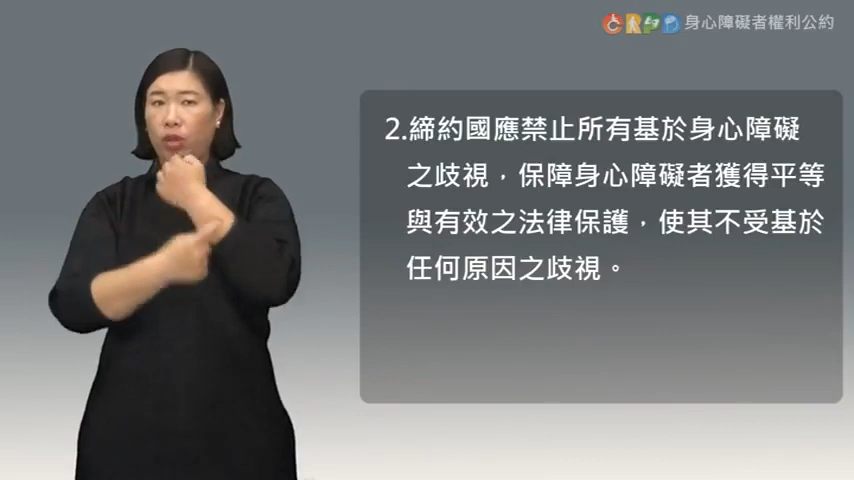 CRPD 身心障礙者權利公約
2.締約國應禁止所有基於身心障礙
之歧視，保障身心障礙者獲得平等
與有效之法律保護，使其不受基於
任何原因之歧視。